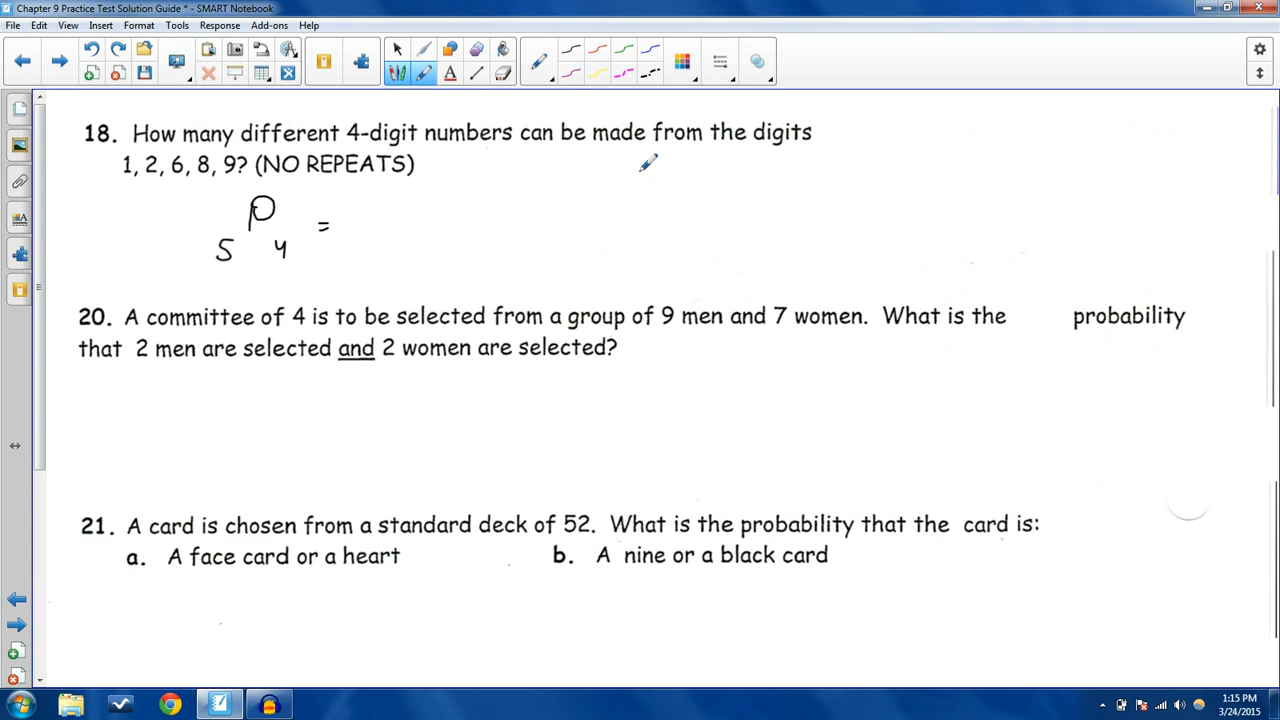 Chapter 9 Practice Test Solution Guide * - SMART Notebook
File Edit View Insert Format Tools Response Add-ons Help
18. How many different 4-digit numbers can be made from the digits
1, 2, 6, 8, 9? (NO REPEATS)
P
5 4 =
20. A committee of 4 is to be selected from a group of 9 men and 7 women. What is the probability
that 2 men are selected and 2 women are selected?
21. A card is chosen from a standard deck of 52. What is the probability that the card is:
a. A face card or a heart b. A nine or a black card
1:15 PM
3/24/2015